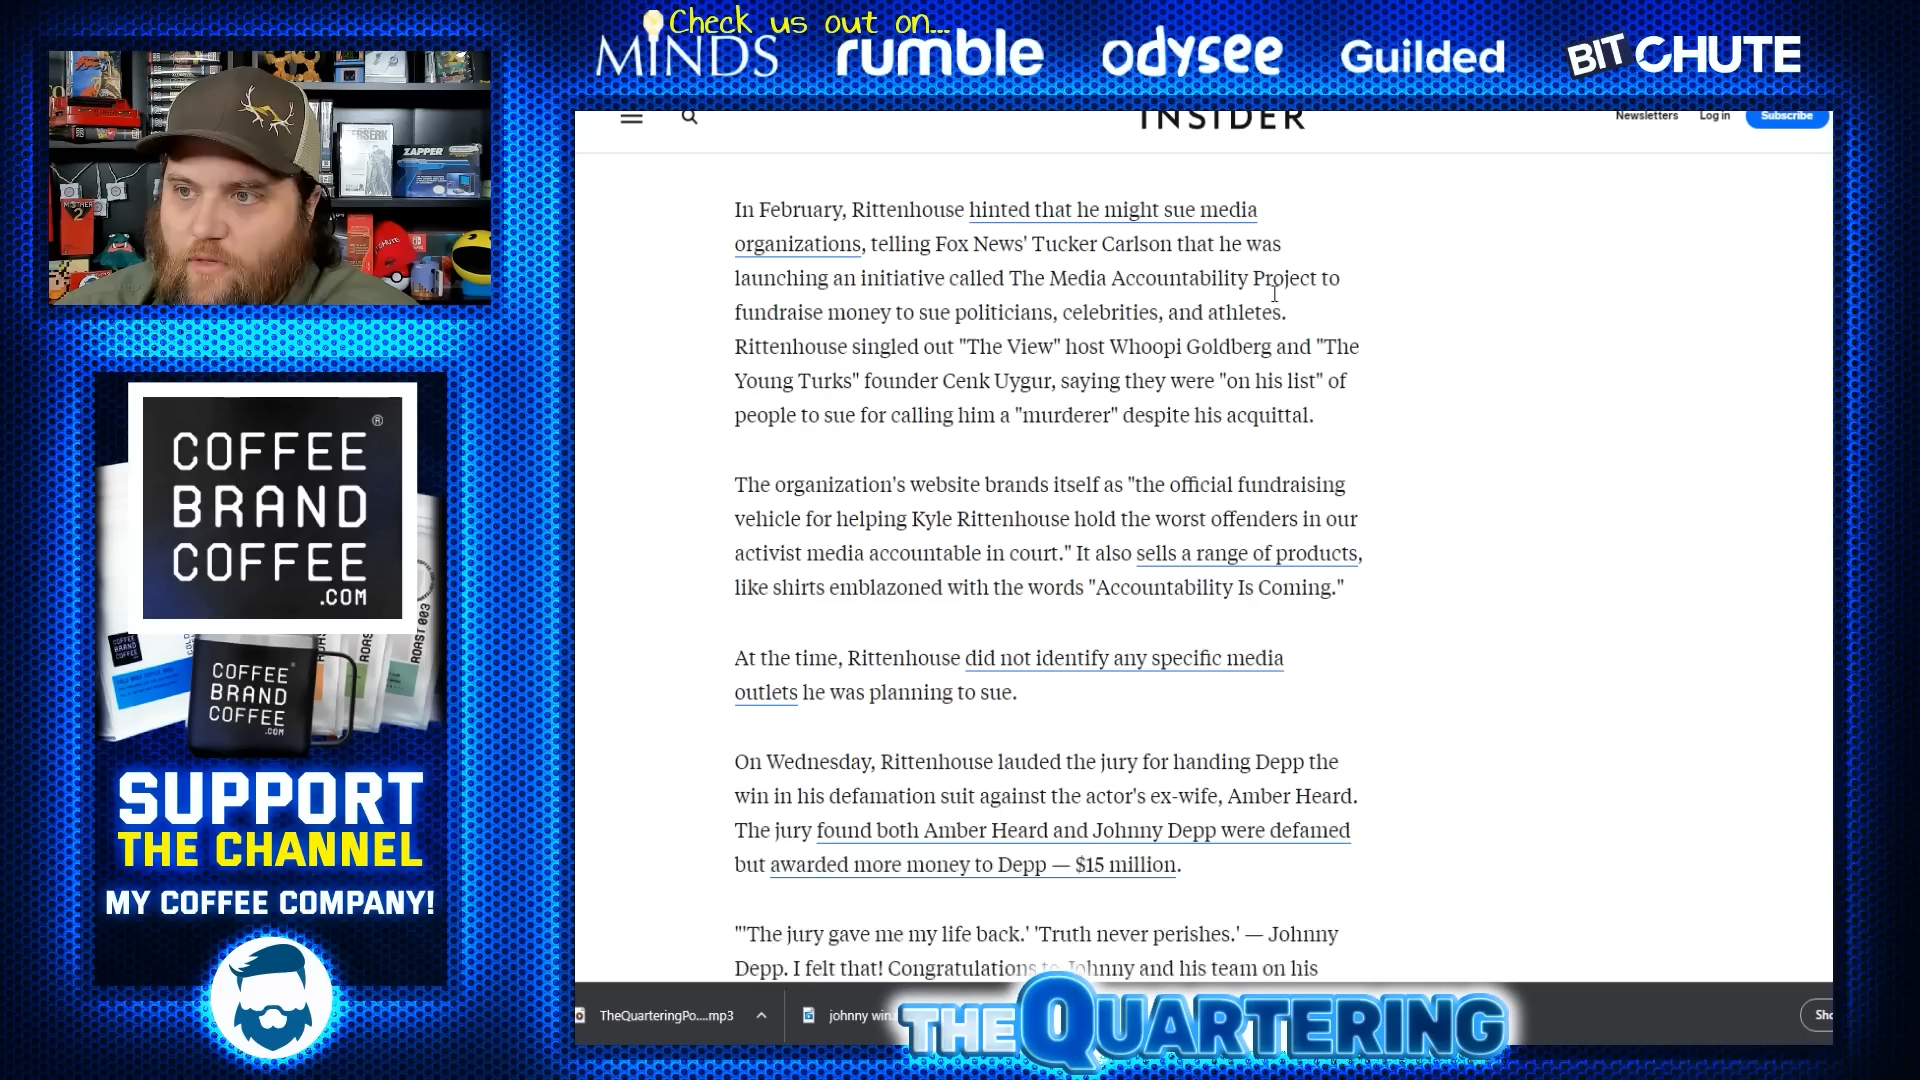 Check us out on...
MINDS
rumble
odysee
Guilded
BIT CHUTE
BERSERK
ZAPPER
MOTHER
2
INSIDER
Newsletters
Log in
Subscribe
In February, Rittenhouse hinted that he might sue media
organizations, telling Fox News' Tucker Carlson that he was
launching an initiative called The Media Accountability Project to
fundraise money to sue politicians, celebrities, and athletes.
Rittenhouse singled out "The View" host Whoopi Goldberg and "The
Young Turks" founder Cenk Uygur, saying they were "on his list" of
people to sue for calling him a "murderer" despite his acquittal.
The organization's website brands itself as "the official fundraising
vehicle for helping Kyle Rittenhouse hold the worst offenders in our
activist media accountable in court." It also sells a range of products,
like shirts emblazoned with the words "Accountability Is Coming."
At the time, Rittenhouse did not identify any specific media
outlets he was planning to sue.
On Wednesday, Rittenhouse lauded the jury for handing Depp the
win in his defamation suit against the actor's ex-wife, Amber Heard.
The jury found both Amber Heard and Johnny Depp were defamed
but awarded more money to Depp — $15 million.
"'The jury gave me my life back.' 'Truth never perishes.' — Johnny
Depp. I felt that! Congratulations to Johnny and his team on his
COFFEE®
BRAND
COFFEE
.COM
ROAST 003
COFFEE®
BRAND
COFFEE
.COM
SUPPORT
THE CHANNEL
MY COFFEE COMPANY!
TheQuarteringPo....mp3
johnny win
THE QUARTERING